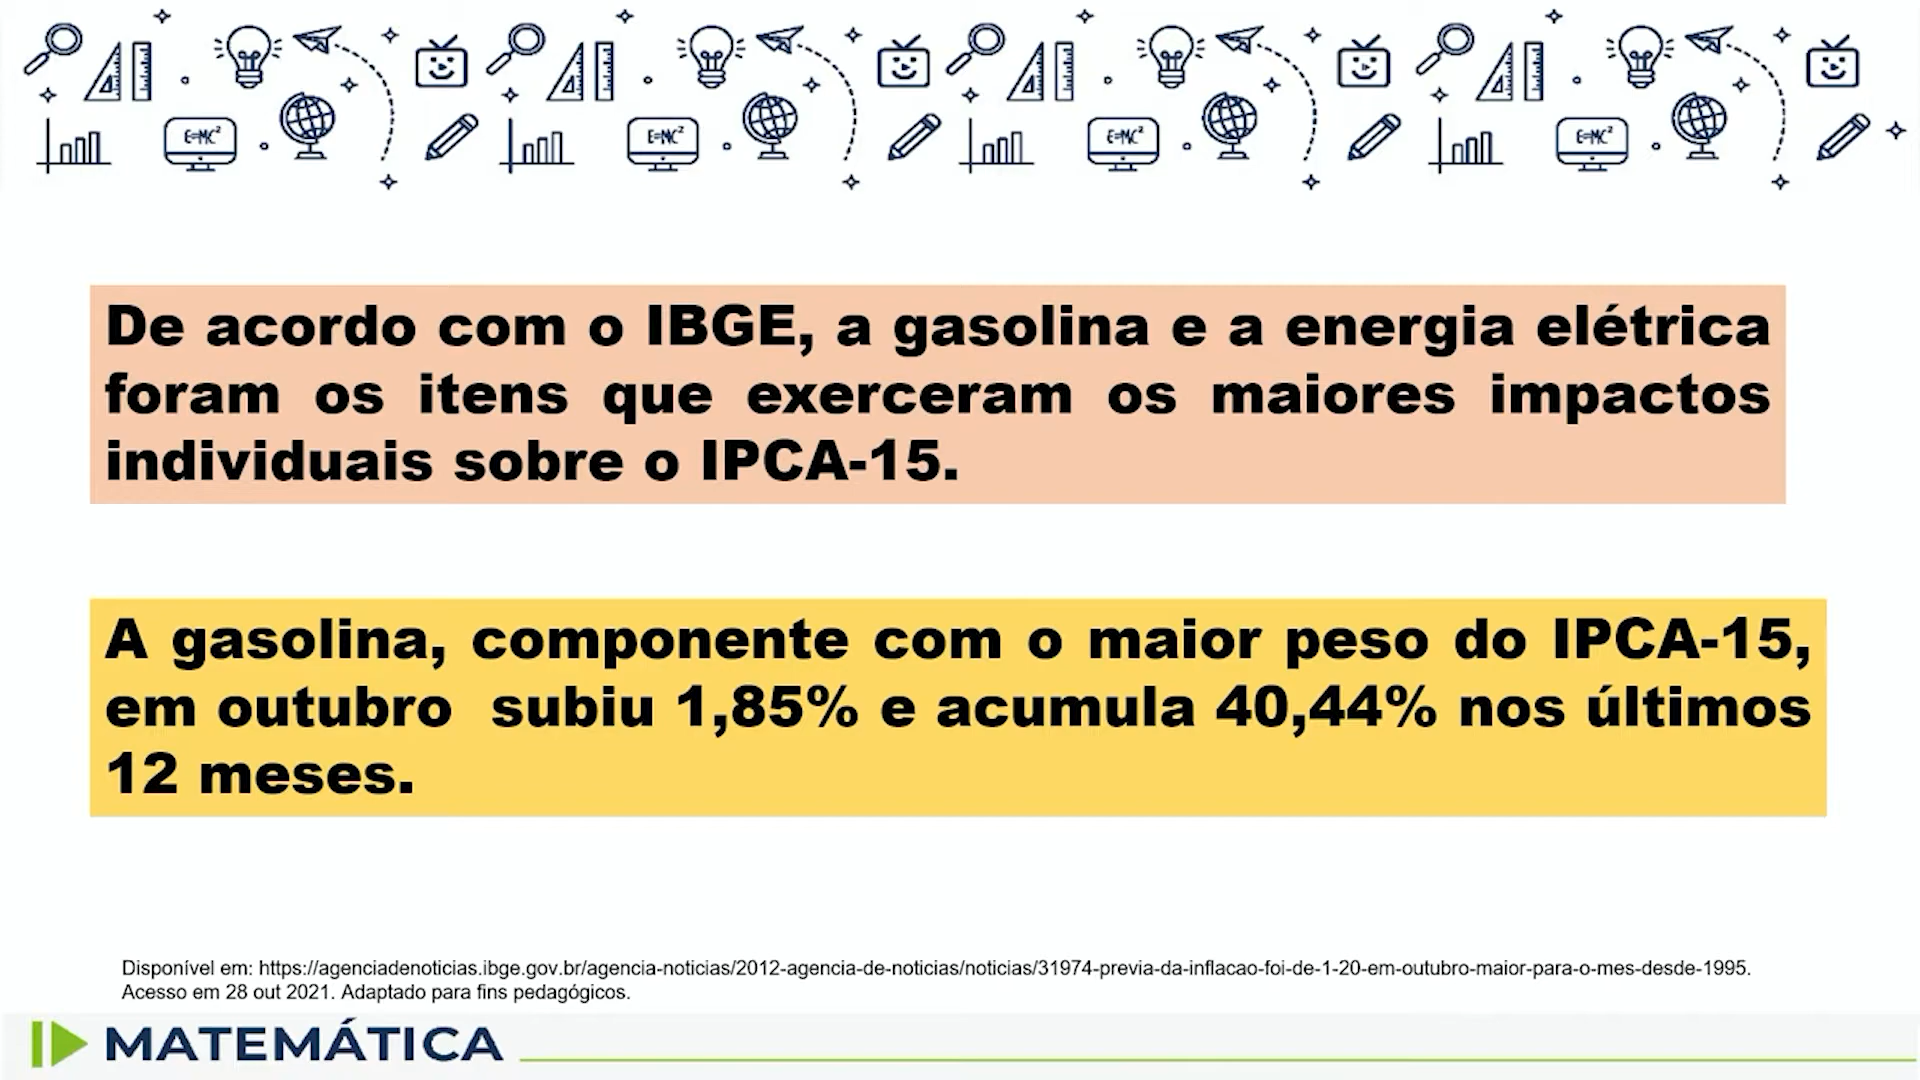 E=MC²
E=MC²
E=MC²
E=MC²
De acordo com o IBGE, a gasolina e a energia elétrica
foram os itens que exerceram os maiores impactos
individuais sobre o IPCA-15.
A gasolina, componente com o maior peso do IPCA-15,
em outubro subiu 1,85% e acumula 40,44% nos últimos
12 meses.
Disponível em: https://agenciadenoticias.ibge.gov.br/agencia-noticias/2012-agencia-de-noticias/noticias/31974-previa-da-inflacao-foi-de-1-20-em-outubro-maior-para-o-mes-desde-1995.
Acesso em 28 out 2021. Adaptado para fins pedagógicos.
MATEMÁTICA